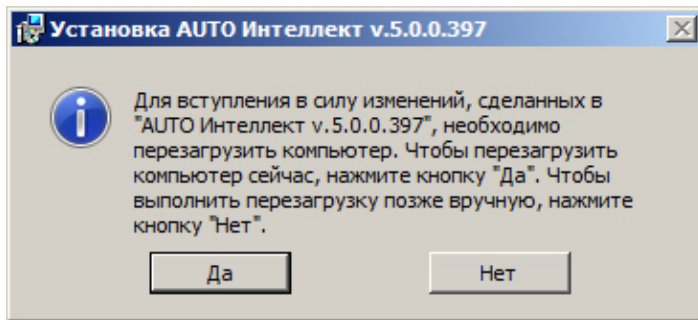 Установка AUTO Интеллект v.5.0.0.397
Для вступления в силу изменений, сделанных в
"AUTO Интеллект v.5.0.0.397", необходимо
перезагрузить компьютер. Чтобы перезагрузить
компьютер сейчас, нажмите кнопку "Да". Чтобы
выполнить перезагрузку позже вручную, нажмите
кнопку "Нет".
Да
Нет